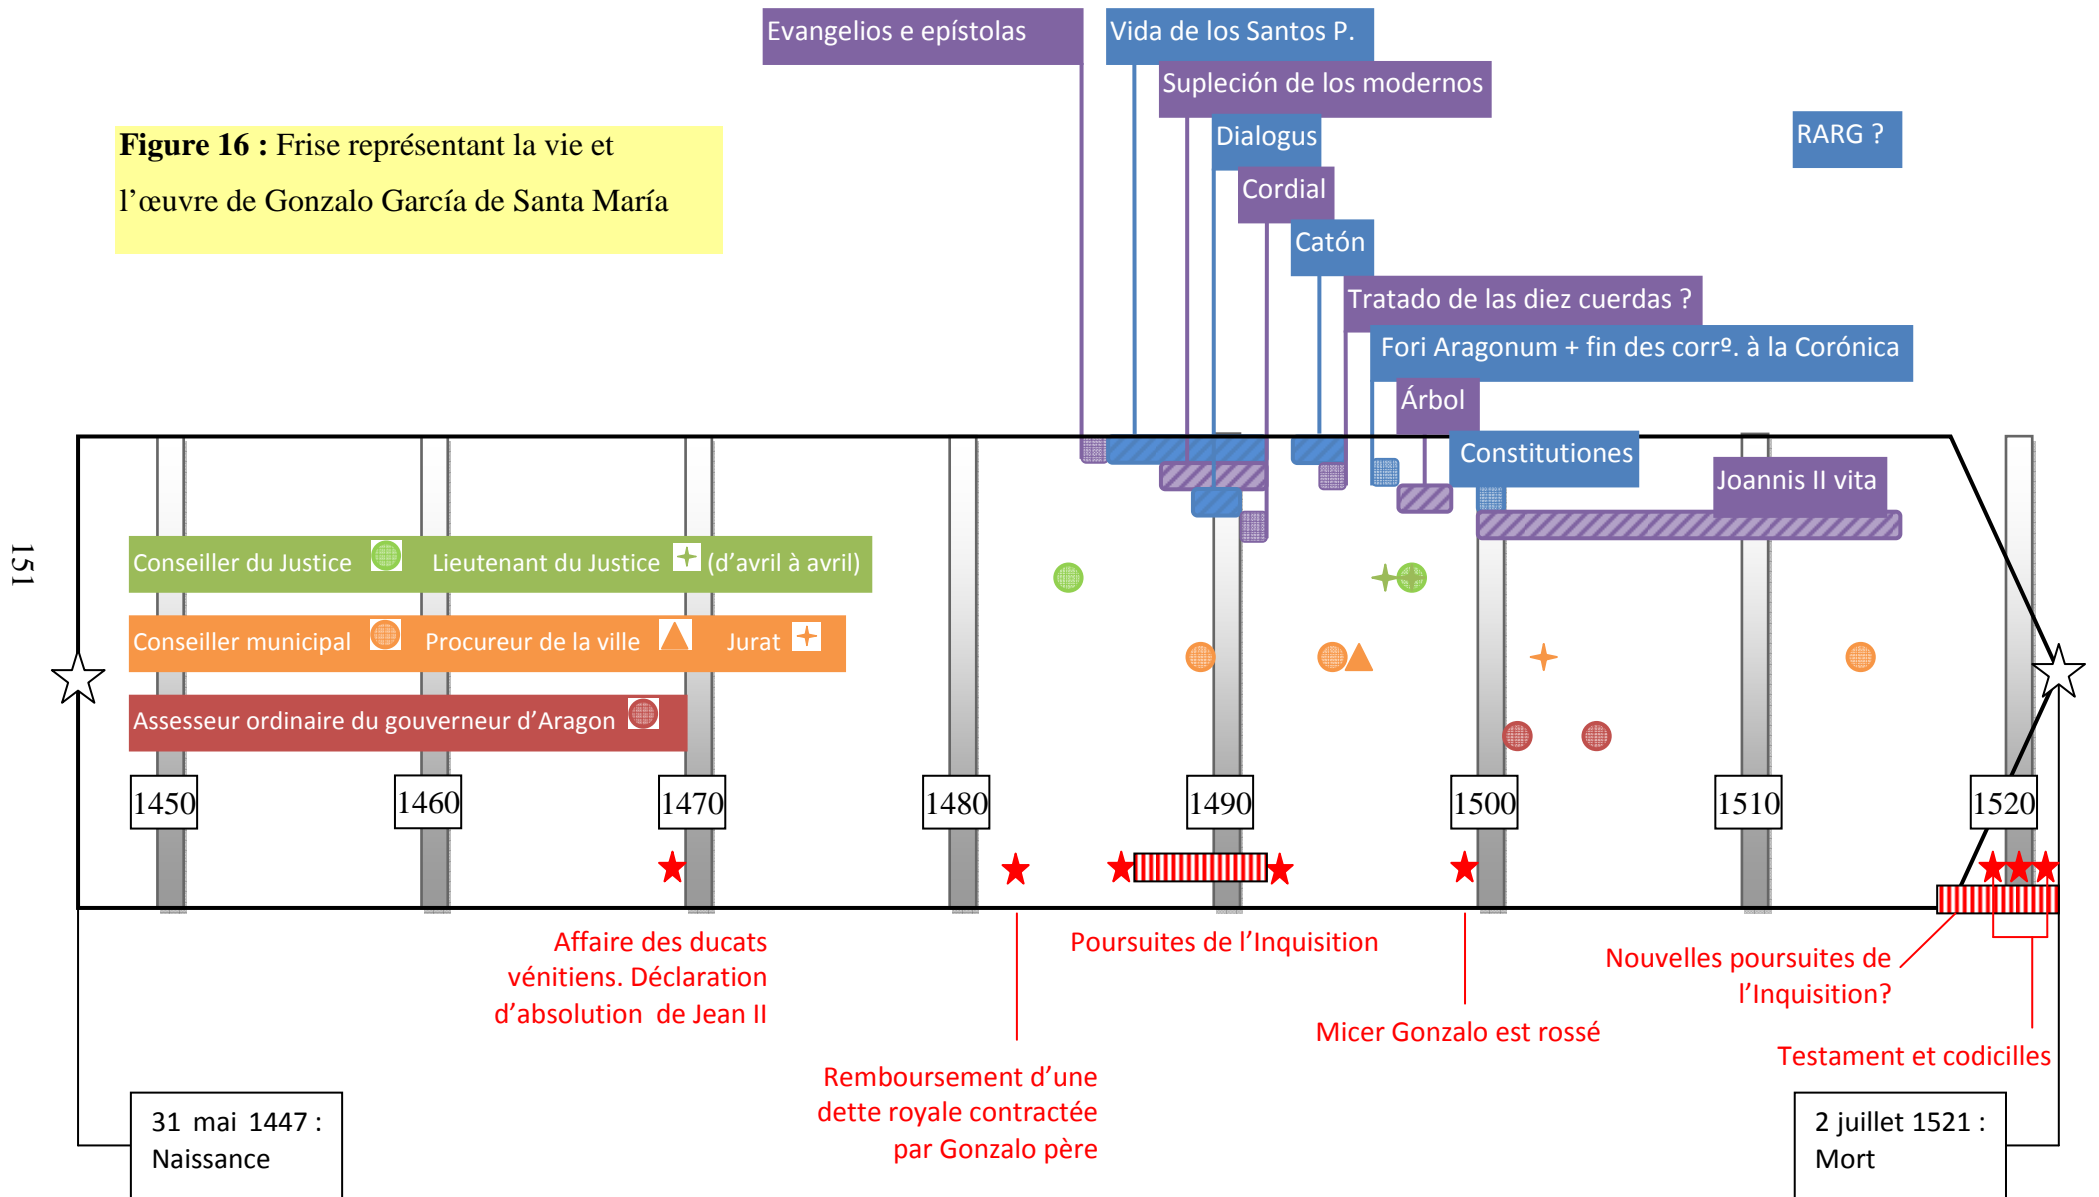 Evangelios e epístolas
Vida de los Santos P.
Supleción de los modernos
Dialogus
RARG ?
Figure 16 : Frise représentant la vie et
l’œuvre de Gonzalo García de Santa María
Cordial
Catón
Tratado de las diez cuerdas ?
Fori Aragonum + fin des corrº. à la Corónica
Árbol
Constitutiones
Joannis II vita
151
Conseiller du Justice Lieutenant du Justice (d’avril à avril)
Conseiller municipal Procureur de la ville Jurat
Assesseur ordinaire du gouverneur d’Aragon
1450 1460 1470 1480 1490 1500 1510 1520
Affaire des ducats
vénitiens. Déclaration
d’absolution de Jean II
Poursuites de l’Inquisition
Nouvelles poursuites de
l’Inquisition?
Micer Gonzalo est rossé
Testament et codicilles
Remboursement d’une
dette royale contractée
par Gonzalo père
31 mai 1447 :
Naissance
2 juillet 1521 :
Mort